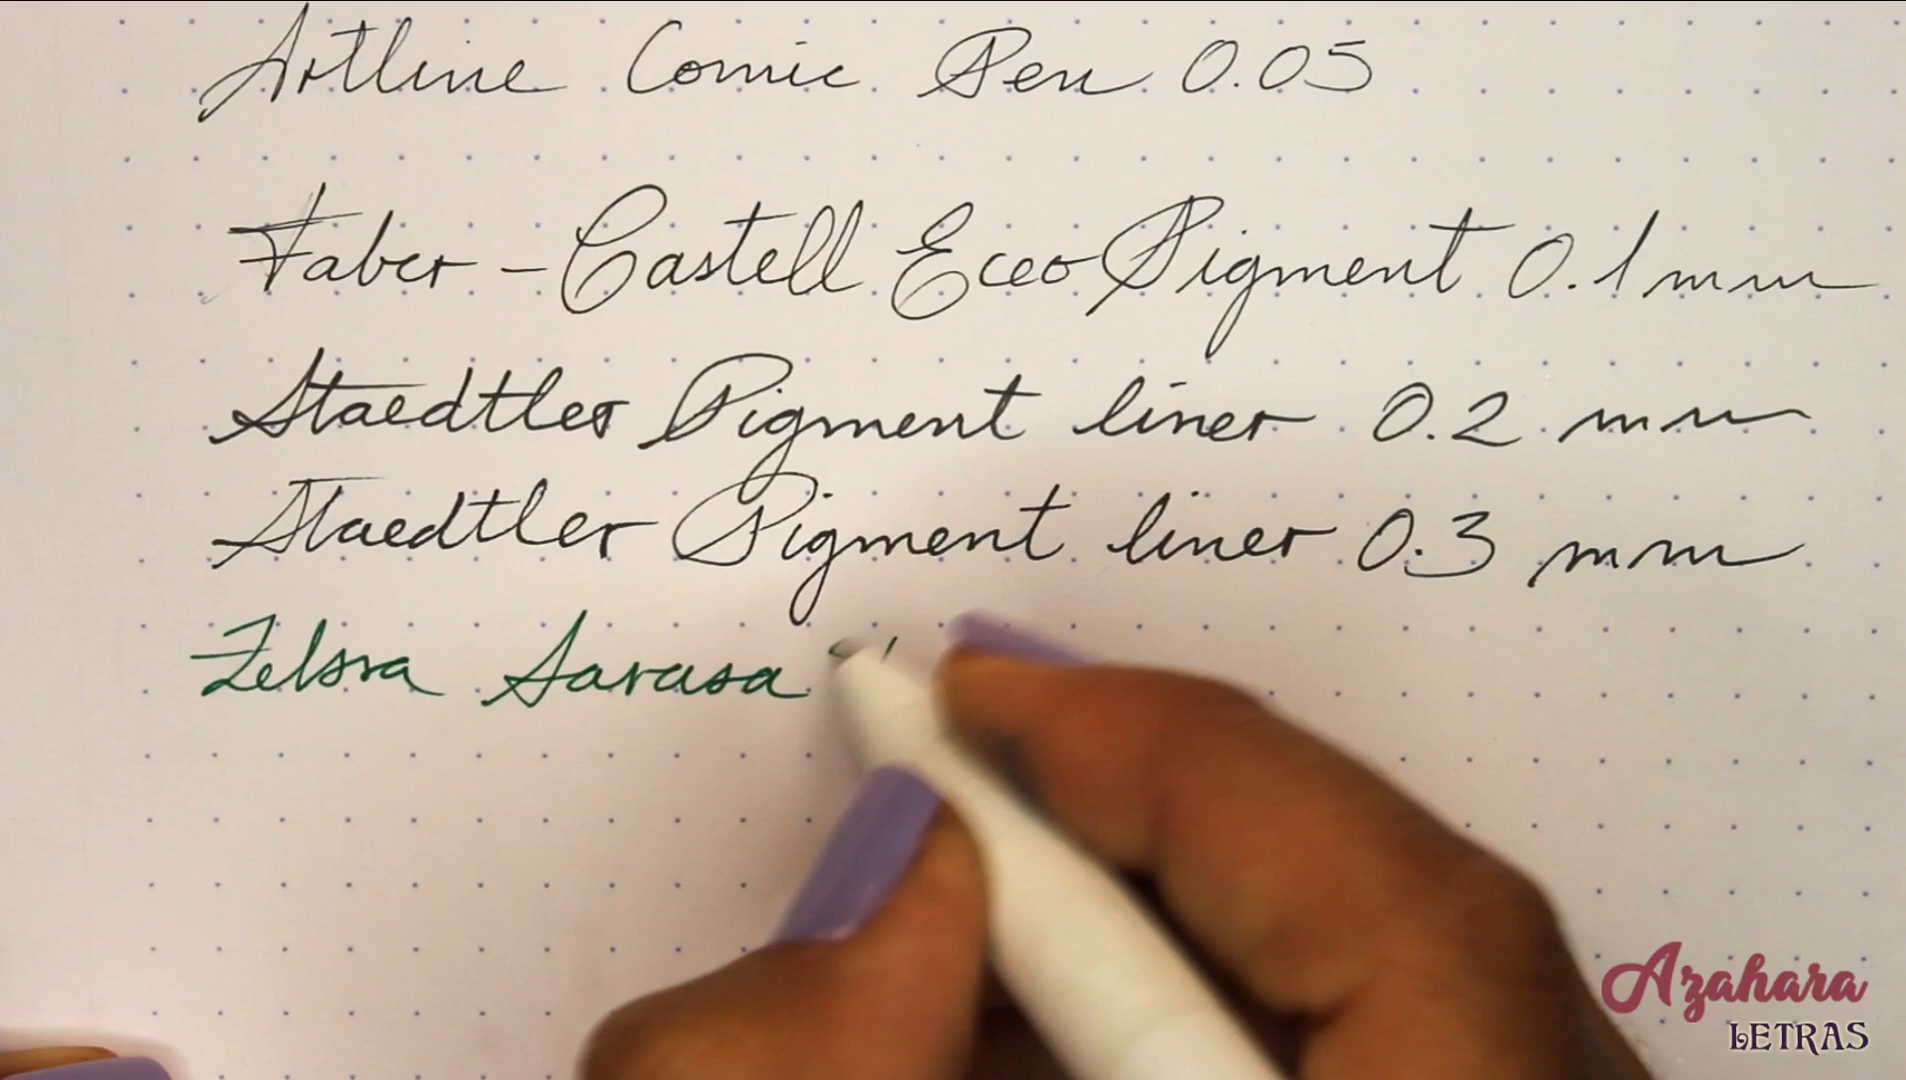 Artline Comic Pen 0.05
Faber-Castell Eceo Pigment 0.1mm
Staedtler Pigment liner 0.2 mm
Staedtler Pigment liner 0.3 mm
Zebra Sarasa
Azahara
LETRAS